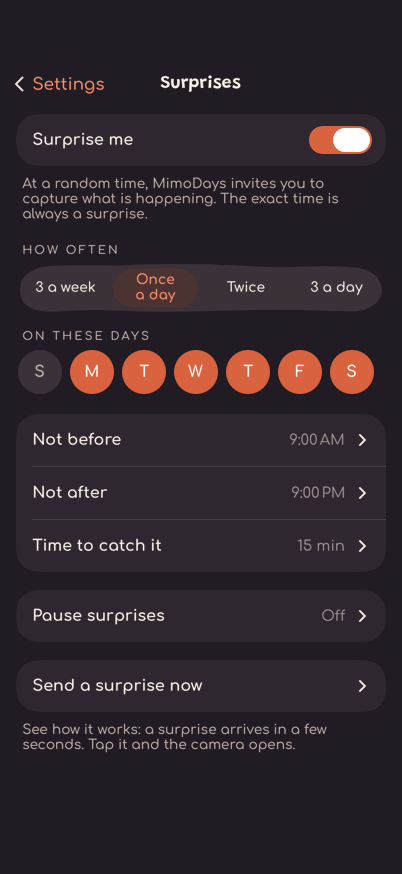 Settings
Surprises
Surprise me
At a random time, MimoDays invites you to
capture what is happening. The exact time is
always a surprise.
HOW OFTEN
3 a week
Once
a day
Twice
3 a day
ON THESE DAYS
S M T W T F S
Not before 9:00 AM
Not after 9:00 PM
Time to catch it 15 min
Pause surprises Off
Send a surprise now
See how it works: a surprise arrives in a few
seconds. Tap it and the camera opens.